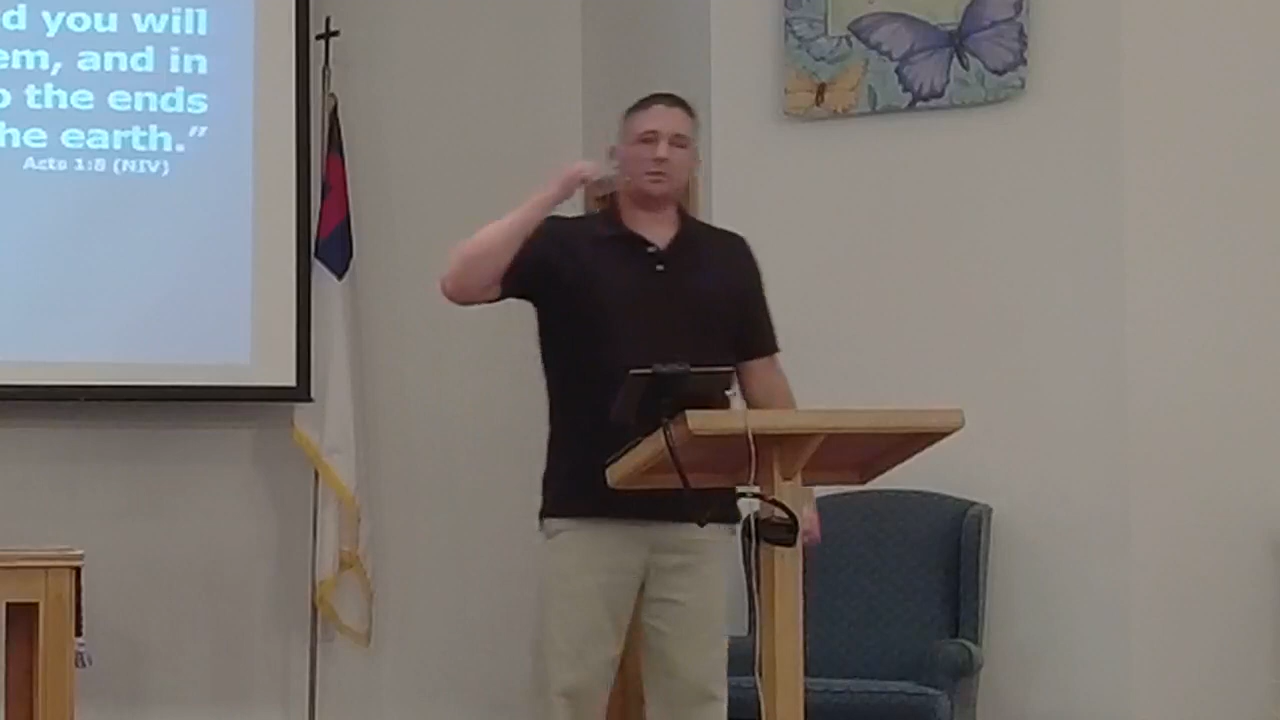 d you will
em, and in
o the ends
he earth.”
Acts 1:8 (NIV)